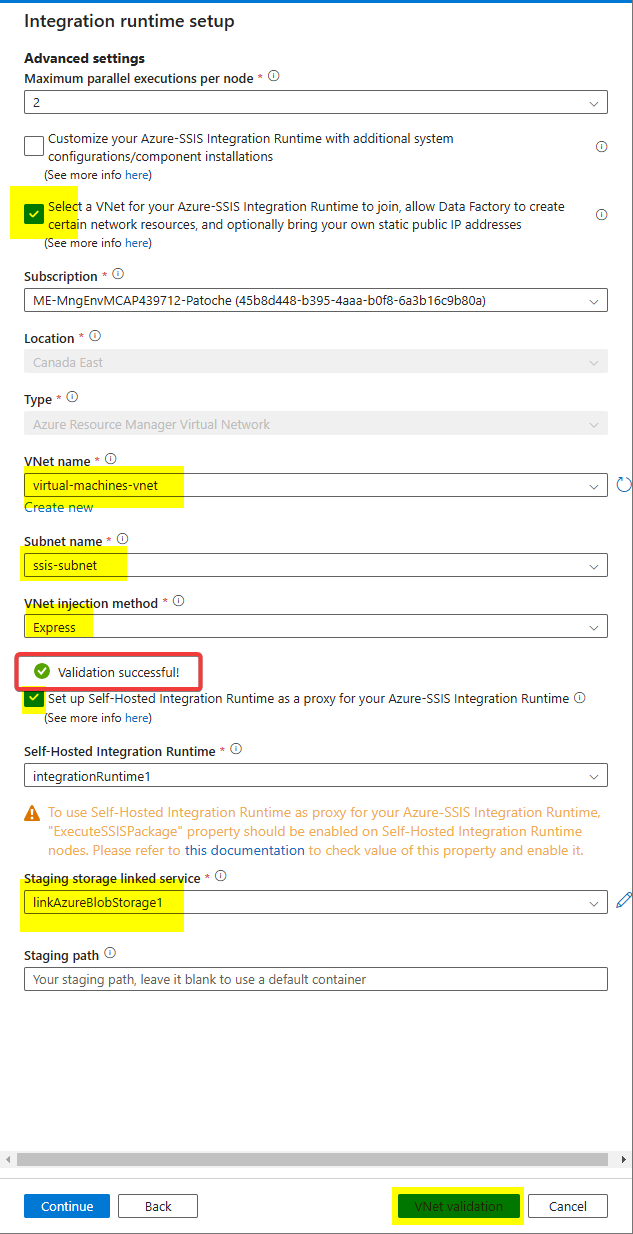 Integration runtime setup
Advanced settings
Maximum parallel executions per node *
2
Customize your Azure-SSIS Integration Runtime with additional system
configurations/component installations
(See more info here)
Select a VNet for your Azure-SSIS Integration Runtime to join, allow Data Factory to create
certain network resources, and optionally bring your own static public IP addresses
(See more info here)
Subscription *
ME-MngEnvMCAP439712-Patoche (45b8d448-b395-4aaa-b0f8-6a3b16c9b80a)
Location *
Canada East
Type *
Azure Resource Manager Virtual Network
VNet name *
virtual-machines-vnet
Create new
Subnet name *
ssis-subnet
VNet injection method *
Express
Validation successful!
Set up Self-Hosted Integration Runtime as a proxy for your Azure-SSIS Integration Runtime
(See more info here)
Self-Hosted Integration Runtime *
integrationRuntime1
To use Self-Hosted Integration Runtime as proxy for your Azure-SSIS Integration Runtime,
"ExecuteSSISPackage" property should be enabled on Self-Hosted Integration Runtime
nodes. Please refer to this documentation to check value of this property and enable it.
Staging storage linked service *
linkAzureBlobStorage1
Staging path
Your staging path, leave it blank to use a default container
Continue Back VNet validation Cancel